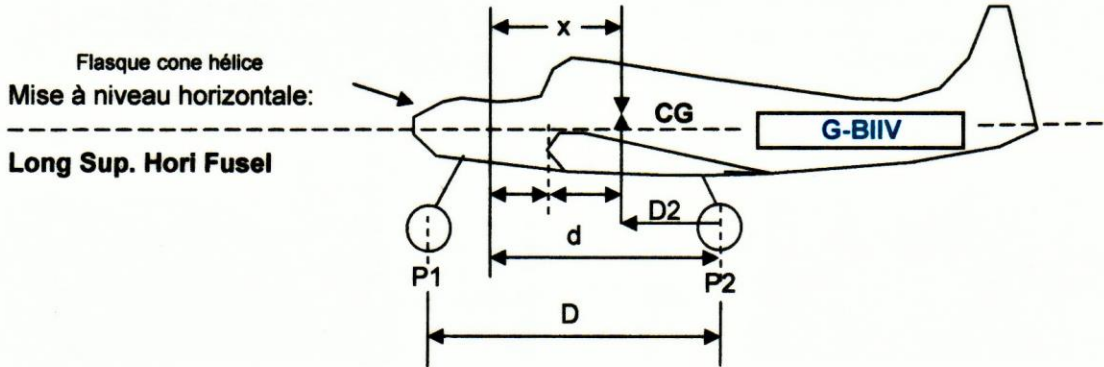 x
Flasque cone hélice
Mise à niveau horizontale:
CG
G-BIIV
Long Sup. Hori Fusel
D2
d
P1
P2
D